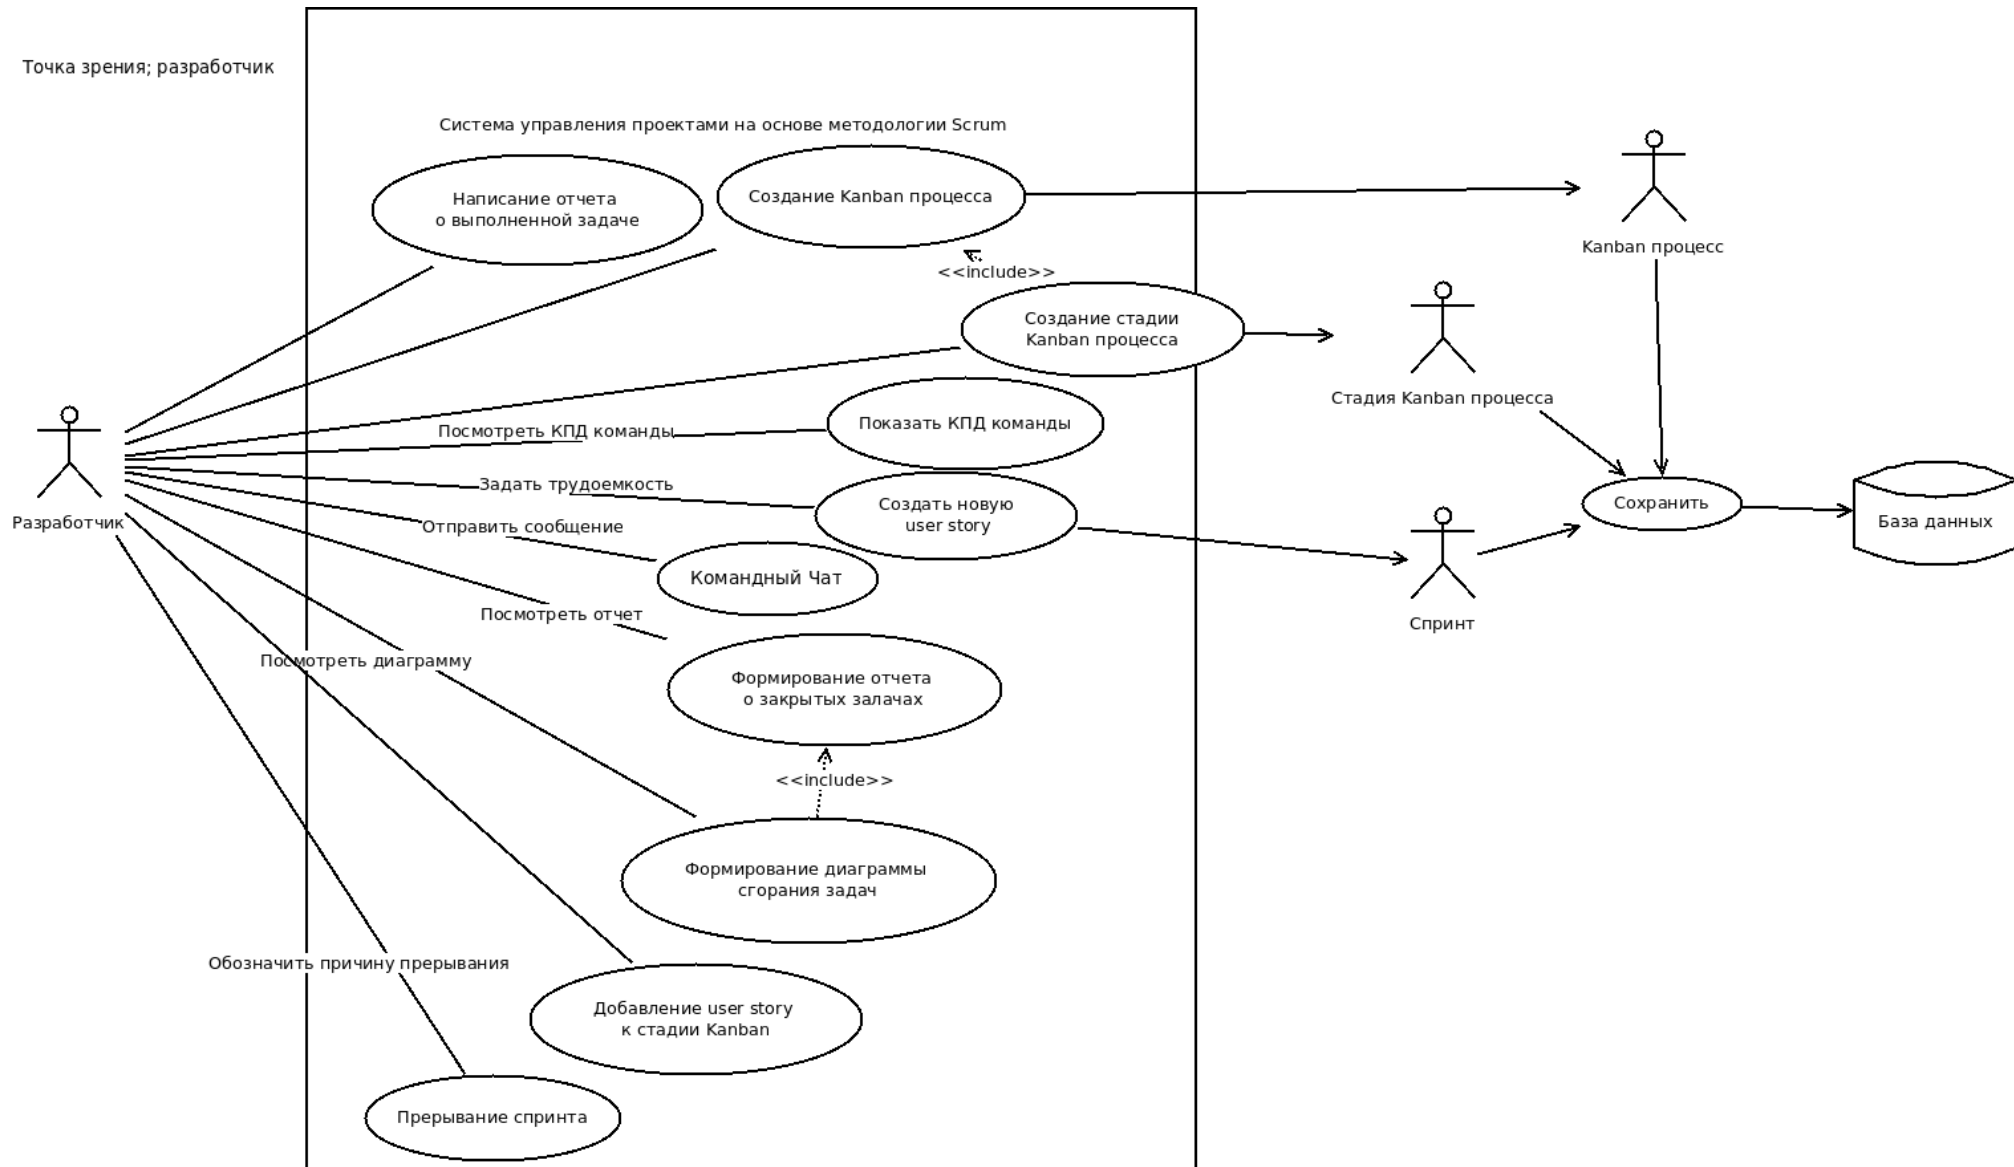 Точка зрения; разработчик
Система управления проектами на основе методологии Scrum
Написание отчета
о выполненной задаче
Создание Kanban процесса
Kanban процесс
<<include>>
Создание стадии
Kanban процесса
Стадия Kanban процесса
Посмотреть КПД команды
Показать КПД команды
Разработчик
Задать трудоемкость
Создать новую
user story
Сохранить
База данных
Отправить сообщение
Командный Чат
Спринт
Посмотреть отчет
Формирование отчета
о закрытых залачах
Посмотреть диаграмму
<<include>>
Формирование диаграммы
сгорания задач
Обозначить причину прерывания
Добавление user story
к стадии Kanban
Прерывание спринта